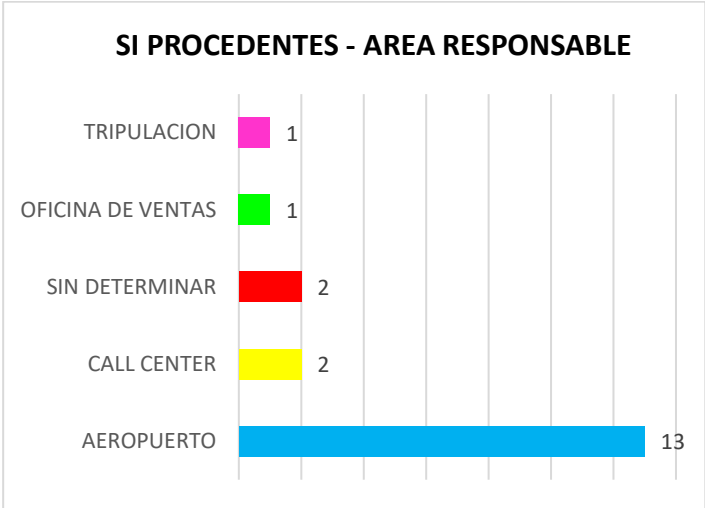 SI PROCEDENTES - AREA RESPONSABLE
TRIPULACION 1
OFICINA DE VENTAS 1
SIN DETERMINAR 2
CALL CENTER 2
AEROPUERTO 13